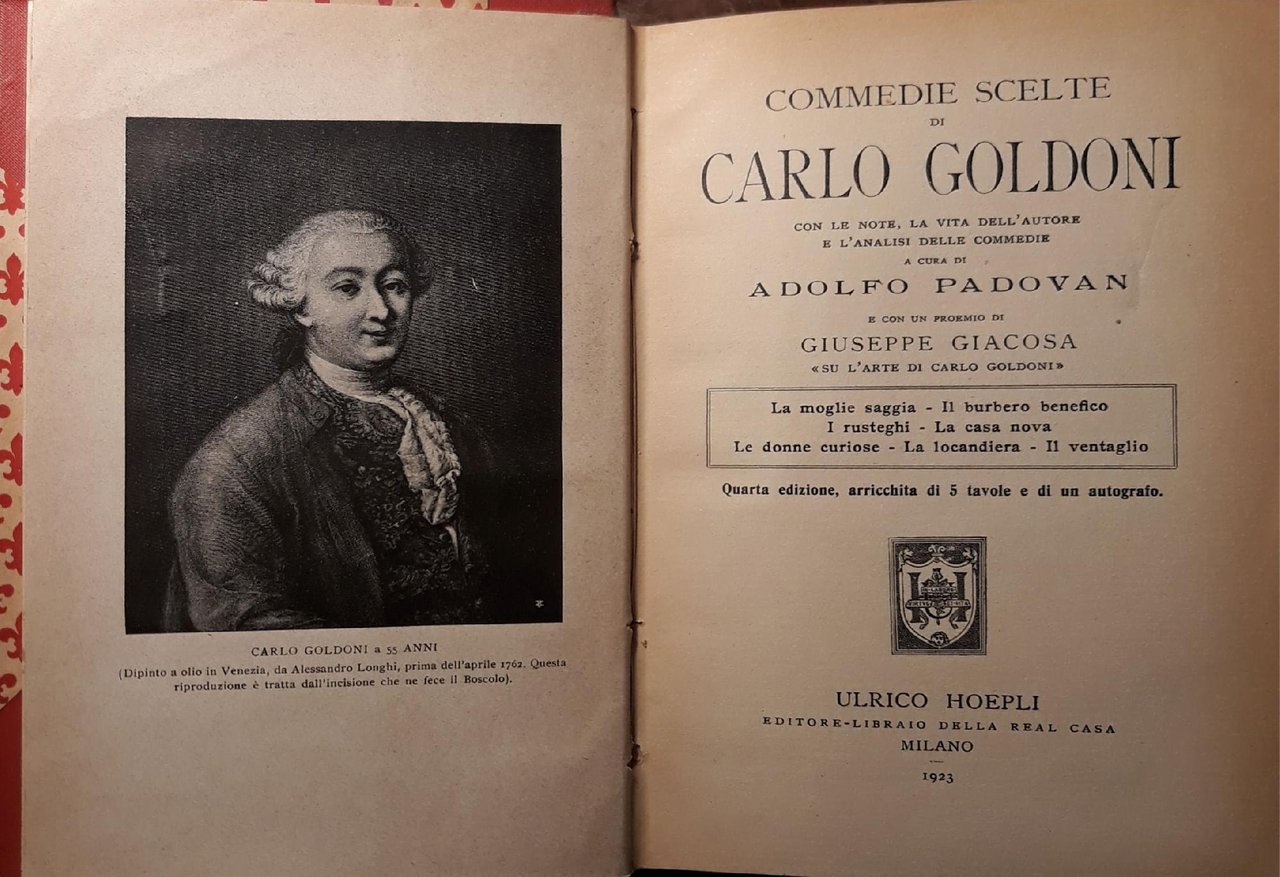 CARLO GOLDONI a 55 ANNI
(Dipinto a olio in Venezia, da Alessandro Longhi, prima dell'aprile 1762. Questa
riproduzione è tratta dall'incisione che ne fece il Boscolo).
COMMEDIE SCELTE
DI
CARLO GOLDONI
CON LE NOTE, LA VITA DELL'AUTORE
E L'ANALISI DELLE COMMEDIE
A CURA DI
ADOLFO PADOVAN
E CON UN PROEMIO DI
GIUSEPPE GIACOSA
«SU L'ARTE DI CARLO GOLDONI»
La moglie saggia - Il burbero benefico
I rusteghi - La casa nova
Le donne curiose - La locandiera - Il ventaglio
Quarta edizione, arricchita di 5 tavole e di un autografo.
ULRICO HOEPLI
EDITORE-LIBRAIO DELLA REAL CASA
MILANO
1923